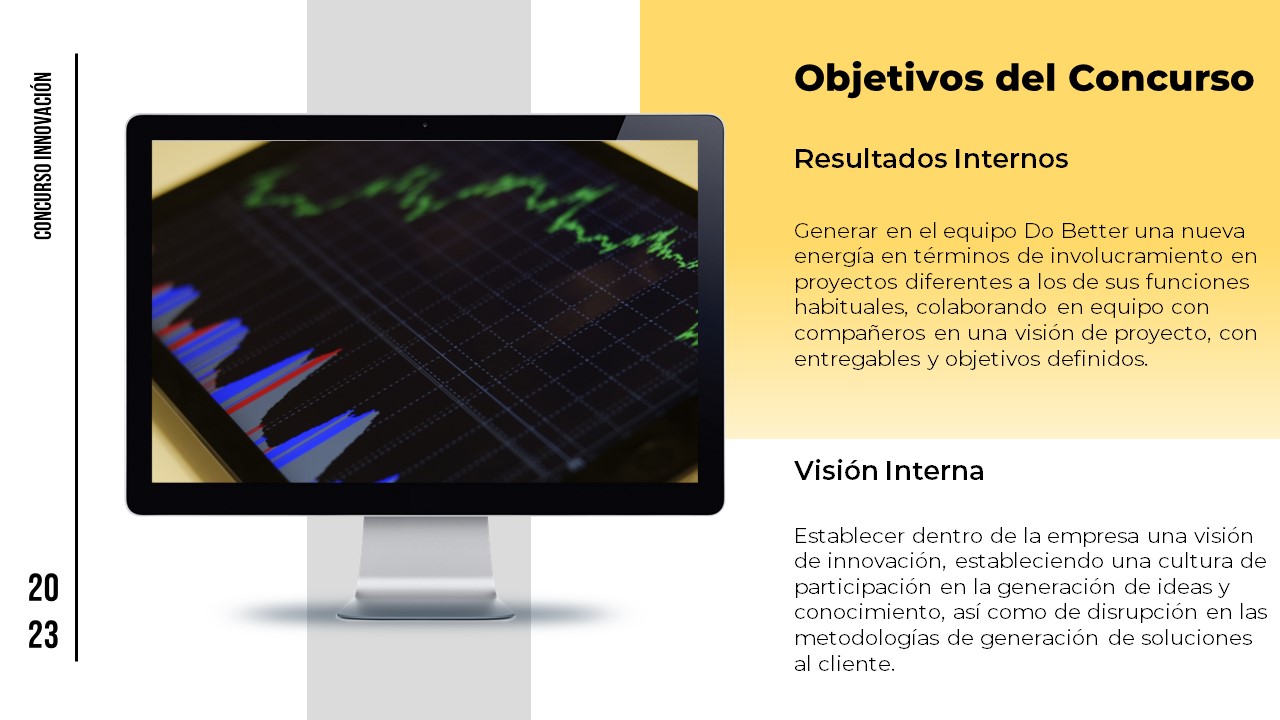 CONCURSO INNOVACIÓN
20
23
Objetivos del Concurso
Resultados Internos
Generar en el equipo Do Better una nueva
energía en términos de involucramiento en
proyectos diferentes a los de sus funciones
habituales, colaborando en equipo con
compañeros en una visión de proyecto, con
entregables y objetivos definidos.
Visión Interna
Establecer dentro de la empresa una visión
de innovación, estableciendo una cultura de
participación en la generación de ideas y
conocimiento, así como de disrupción en las
metodologías de generación de soluciones
al cliente.